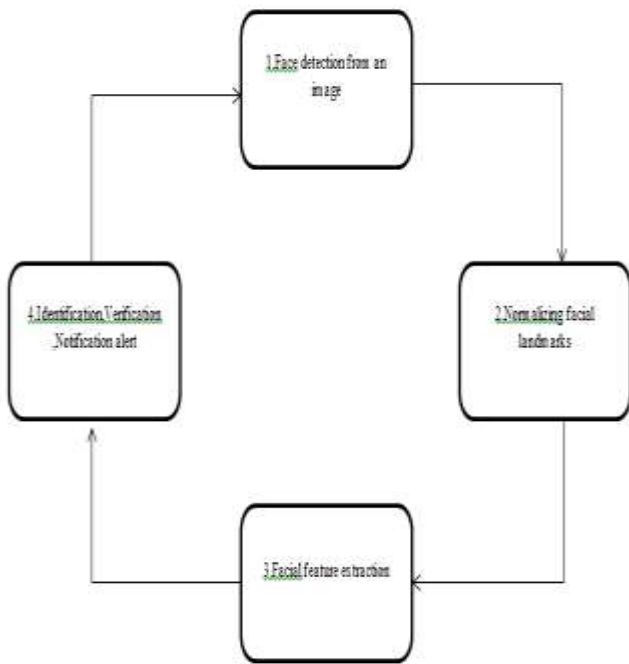 1.Face detection from an
image
2.Normalizing facial
landmarks
3.Facial feature extraction
4.Identification,Verification
,Notification alert